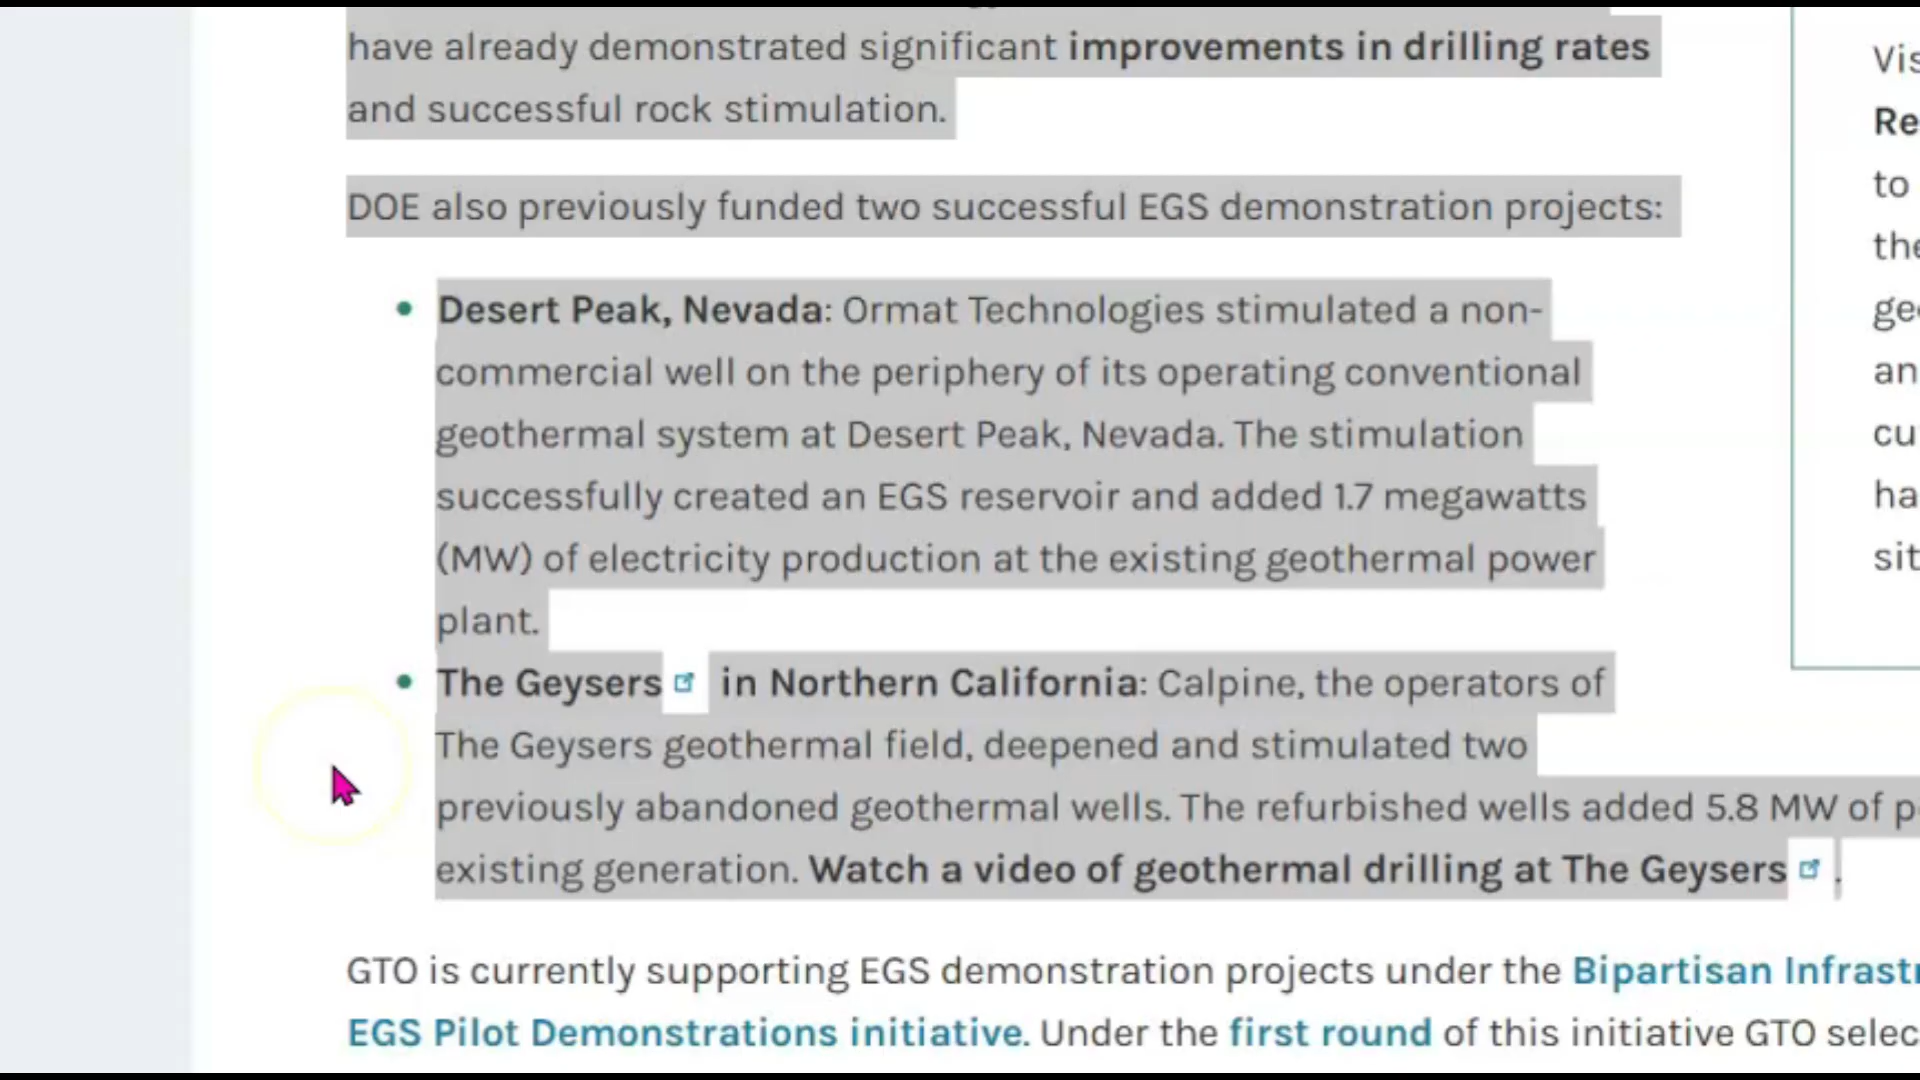 have already demonstrated significant improvements in drilling rates
and successful rock stimulation.
DOE also previously funded two successful EGS demonstration projects:
Desert Peak, Nevada: Ormat Technologies stimulated a non-
commercial well on the periphery of its operating conventional
geothermal system at Desert Peak, Nevada. The stimulation
successfully created an EGS reservoir and added 1.7 megawatts
(MW) of electricity production at the existing geothermal power
plant.
The Geysers in Northern California: Calpine, the operators of
The Geysers geothermal field, deepened and stimulated two
previously abandoned geothermal wells. The refurbished wells added 5.8 MW of
existing generation. Watch a video of geothermal drilling at The Geysers .
GTO is currently supporting EGS demonstration projects under the Bipartisan
EGS Pilot Demonstrations initiative. Under the first round of this initiative GTO
to